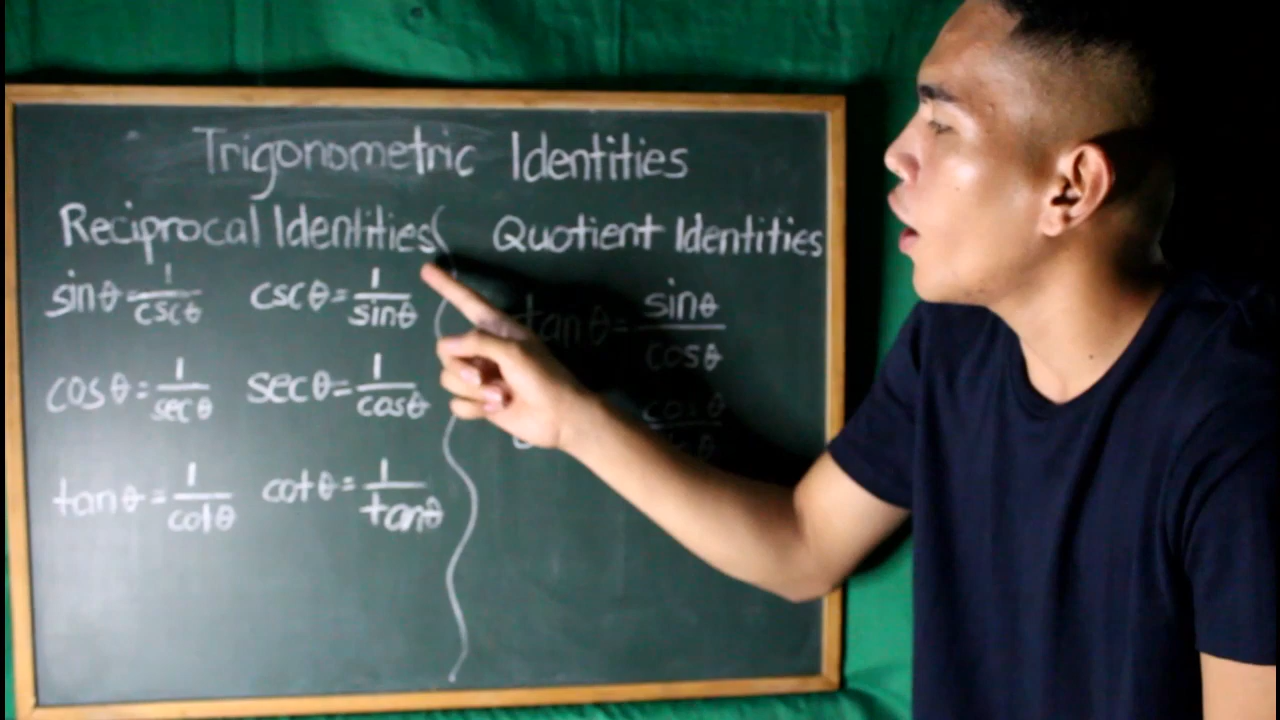 Trigonometric Identities
Reciprocal Identities
sinθ = 1/cscθ cscθ = 1/sinθ
cosθ = 1/secθ secθ = 1/cosθ
tanθ = 1/cotθ cotθ = 1/tanθ
Quotient Identities
tanθ = sinθ/cosθ
cosθ